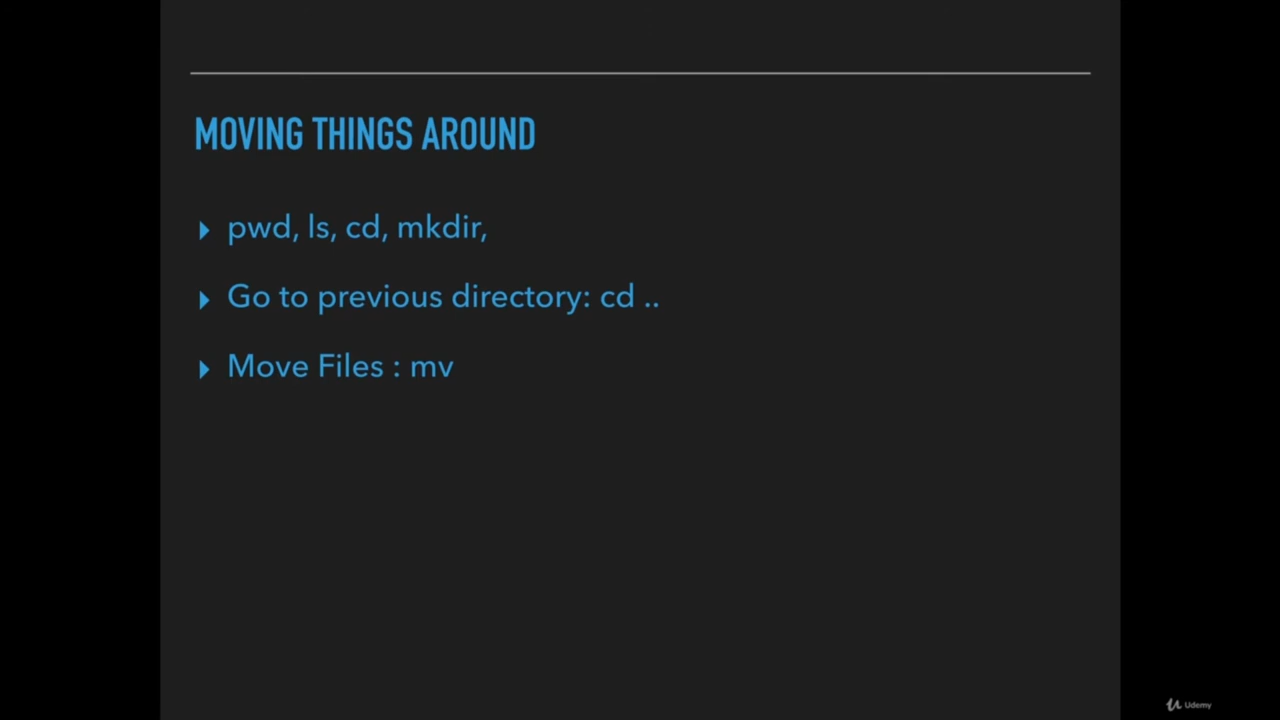 MOVING THINGS AROUND
pwd, ls, cd, mkdir,
Go to previous directory: cd ..
Move Files : mv
Udemy